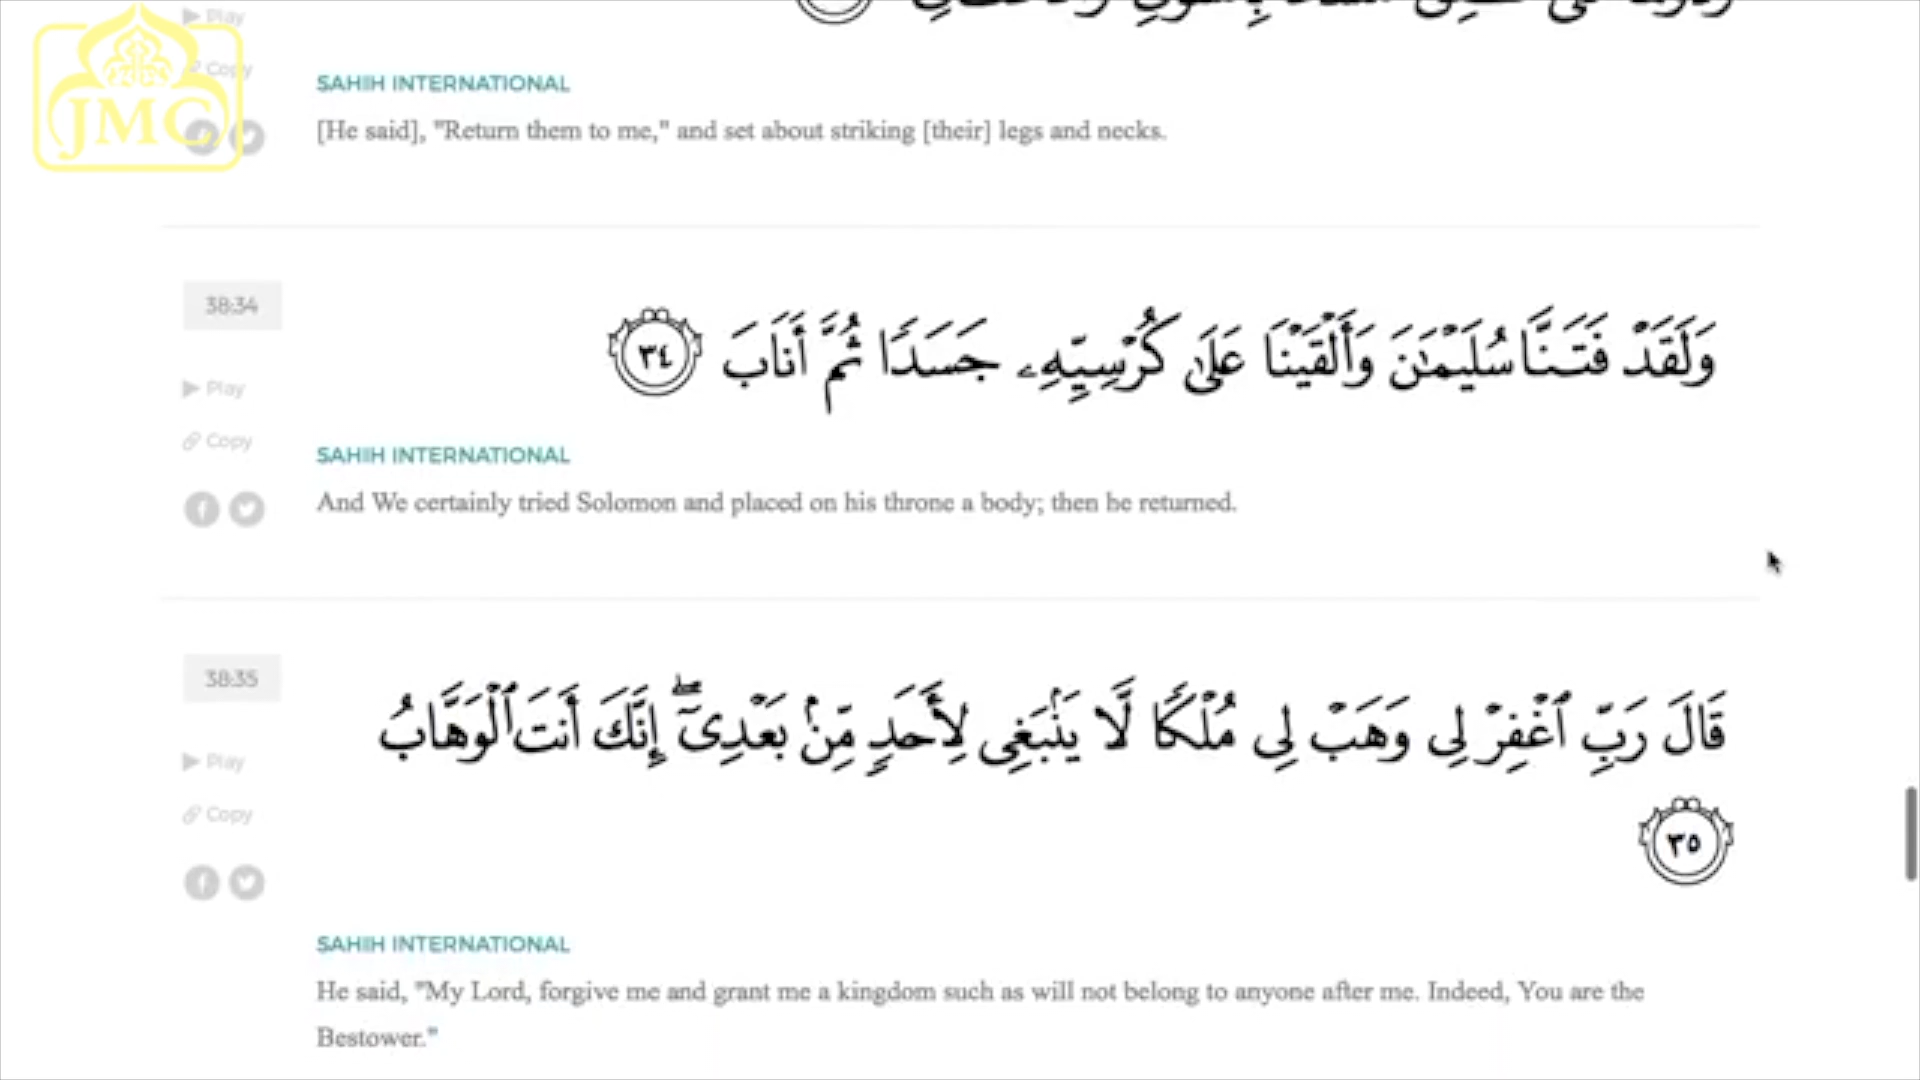 Play
Copy
JMC
SAHIH INTERNATIONAL
[He said], "Return them to me," and set about striking [their] legs and necks.
38:34
وَلَقَدْ فَتَنَّا سُلَيْمَٰنَ وَأَلْقَيْنَا عَلَىٰ كُرْسِيِّهِۦ جَسَدًا ثُمَّ أَنَابَ ٣٤
Play
Copy
SAHIH INTERNATIONAL
And We certainly tried Solomon and placed on his throne a body; then he returned.
38:35
قَالَ رَبِّ ٱغْفِرْ لِى وَهَبْ لِى مُلْكًا لَّا يَنۢبَغِى لِأَحَدٍ مِّنۢ بَعْدِىٓ ۖ إِنَّكَ أَنتَ ٱلْوَهَّابُ
٣٥
Play
Copy
SAHIH INTERNATIONAL
He said, "My Lord, forgive me and grant me a kingdom such as will not belong to anyone after me. Indeed, You are the
Bestower."